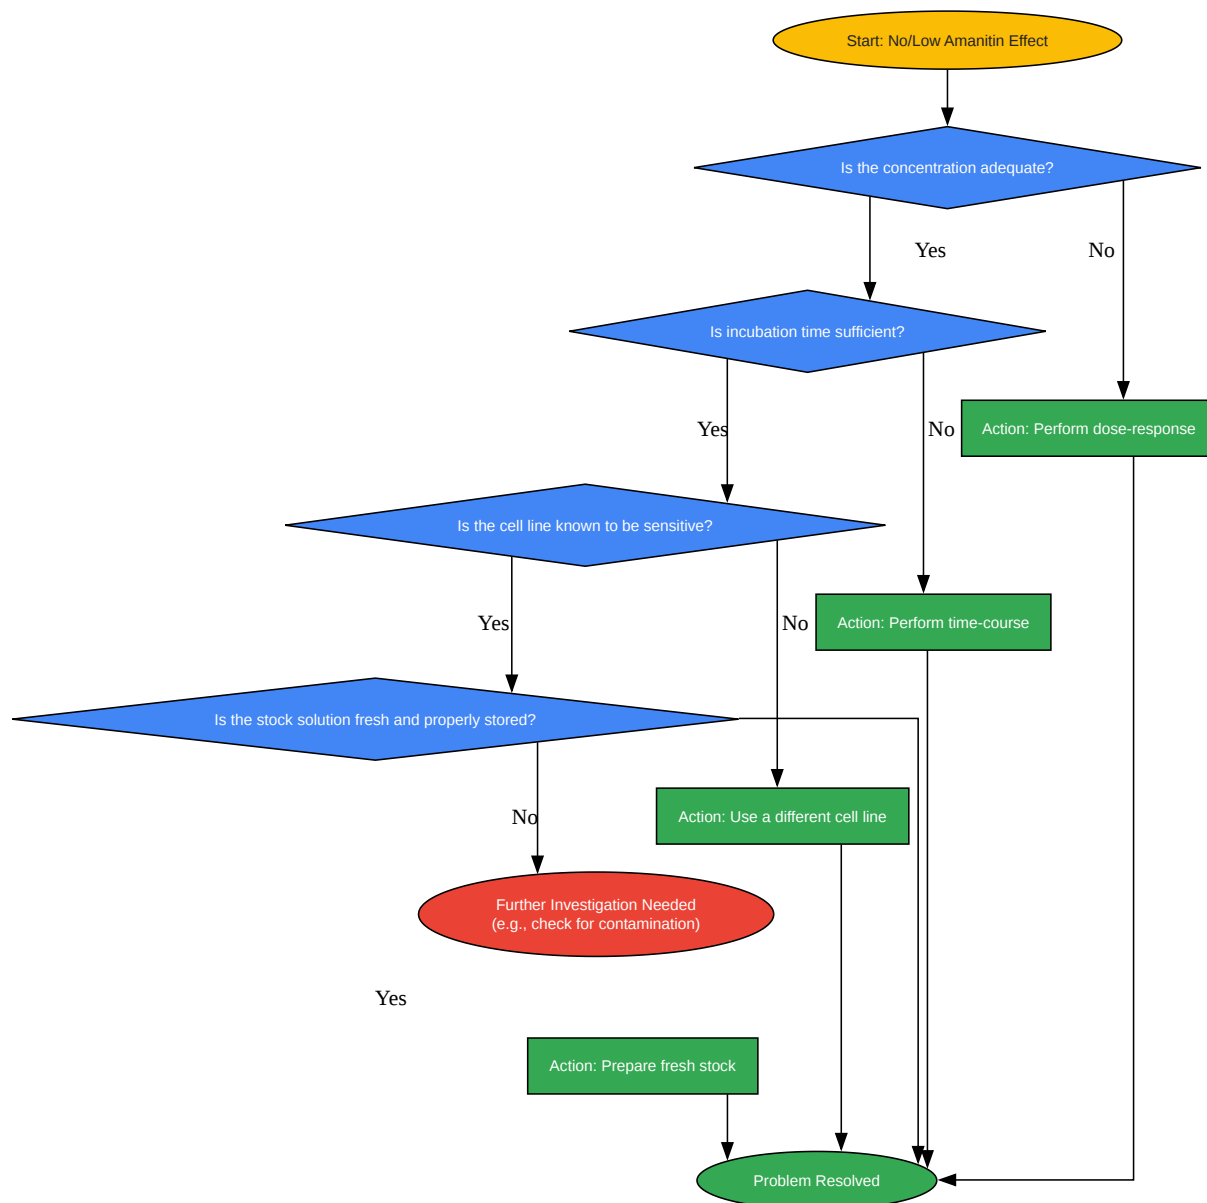 Start: No/Low Amanitin Effect
Is the concentration adequate?
Yes
No
Is incubation time sufficient?
Action: Perform dose-response
Yes
No
Is the cell line known to be sensitive?
Action: Perform time-course
Yes
No
Is the stock solution fresh and properly stored?
Action: Use a different cell line
No
Further Investigation Needed
(e.g., check for contamination)
Yes
Action: Prepare fresh stock
Problem Resolved